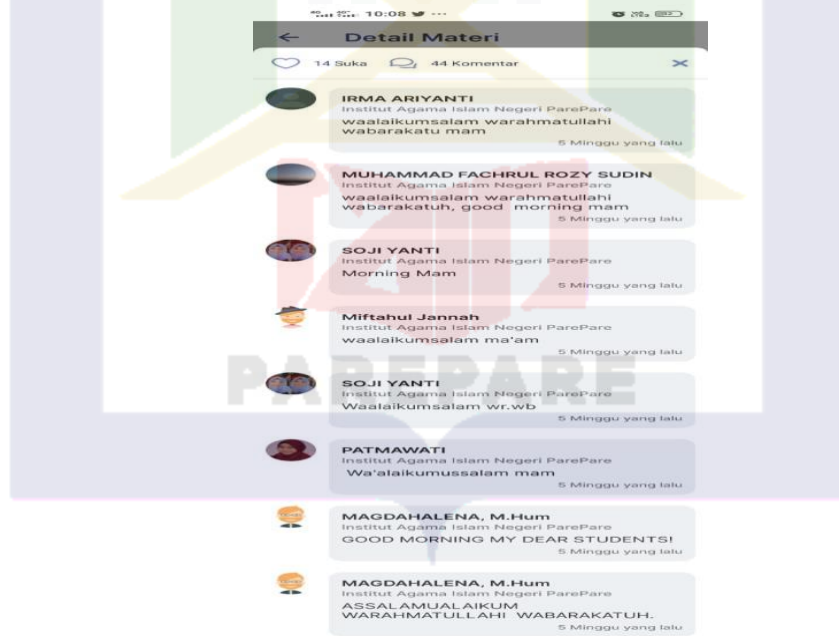 10:08
Detail Materi
14 Suka 44 Komentar
IRMA ARIYANTI
Institut Agama Islam Negeri ParePare
waalaikumsalam warahmatullahi
wabarakatu mam
5 Minggu yang lalu
MUHAMMAD FACHRUL ROZY SUDIN
Institut Agama Islam Negeri ParePare
waalaikumsalam warahmatullahi
wabarakatuh, good morning mam
5 Minggu yang lalu
SOJI YANTI
Institut Agama Islam Negeri ParePare
Morning Mam
5 Minggu yang lalu
Miftahul Jannah
Institut Agama Islam Negeri ParePare
waalaikumsalam ma'am
5 Minggu yang lalu
SOJI YANTI
Institut Agama Islam Negeri ParePare
Waalaikumsalam wr.wb
5 Minggu yang lalu
PATMAWATI
Institut Agama Islam Negeri ParePare
Wa'alaikumussalam mam
5 Minggu yang lalu
MAGDAHALENA, M.Hum
Institut Agama Islam Negeri ParePare
GOOD MORNING MY DEAR STUDENTS!
5 Minggu yang lalu
MAGDAHALENA, M.Hum
Institut Agama Islam Negeri ParePare
ASSALAMUALAIKUM
WARAHMATULLAHI WABARAKATUH.
5 Minggu yang lalu
PAREPARE